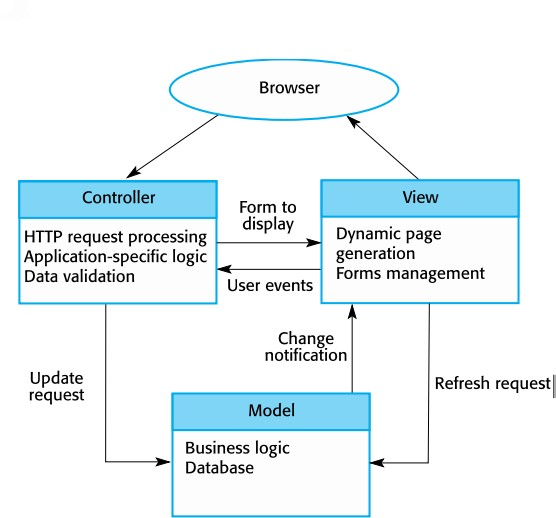 Browser
Controller
HTTP request processing
Application-specific logic
Data validation
Form to
display
User events
View
Dynamic page
generation
Forms management
Update
request
Change
notification
Refresh request
Model
Business logic
Database